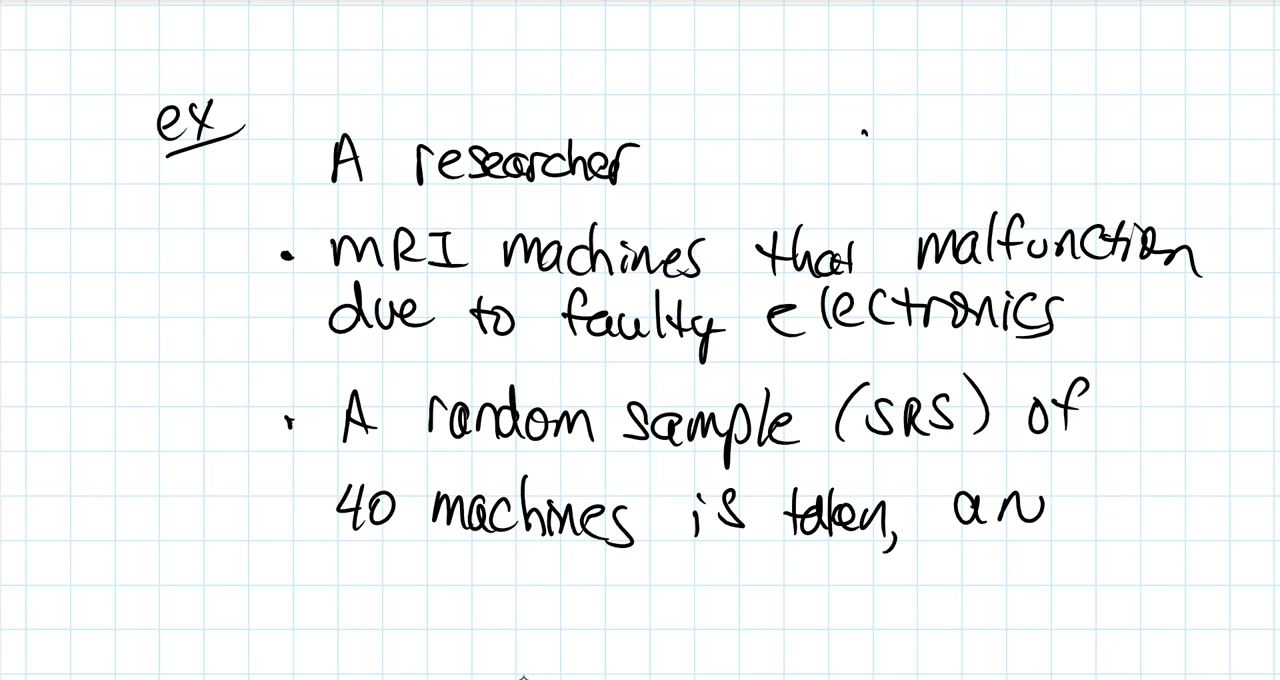 ex
A researcher
• MRI machines that malfunction
due to faulty electronics
• A random sample (SRS) of
40 machines is taken, an